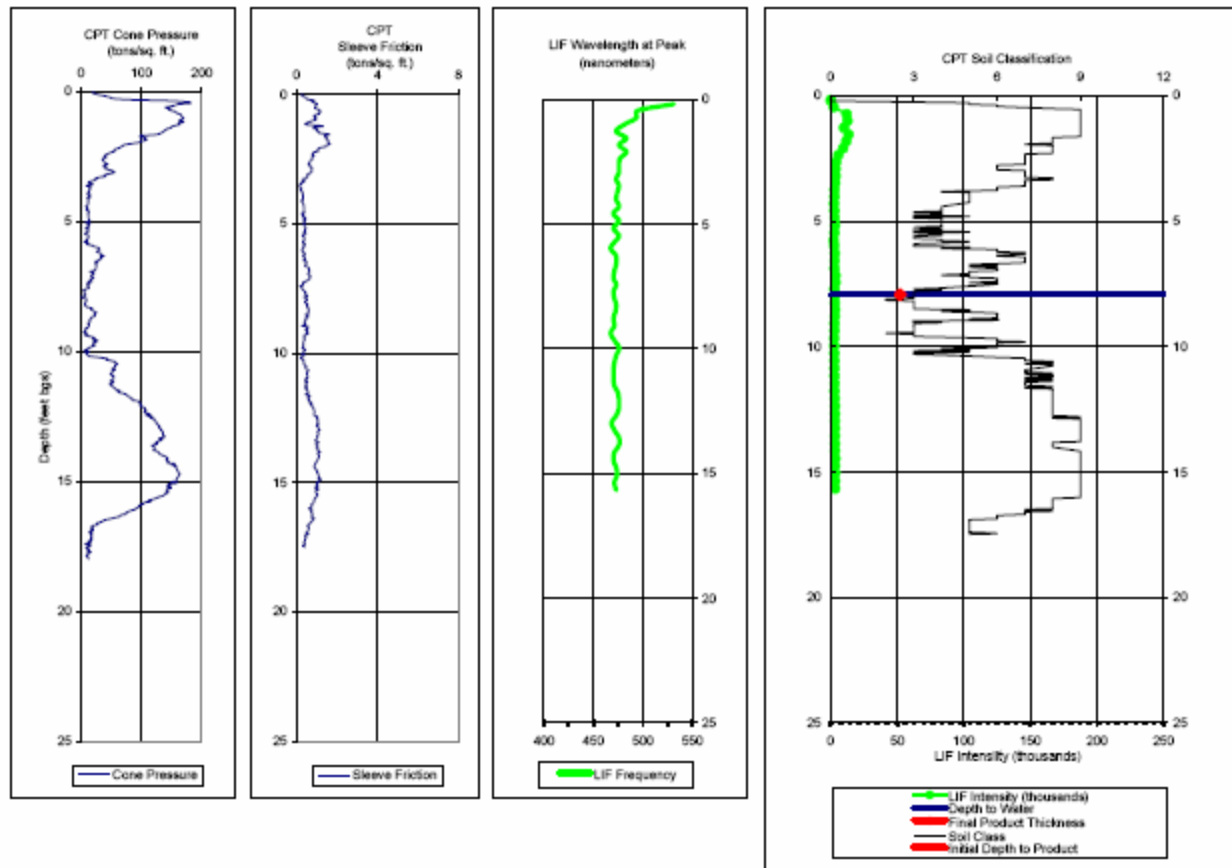 CPT Cone Pressure
(tons/sq. ft.)
0 100 200
0
5
10
15
20
25
Depth (feet bgs)
Cone Pressure
CPT
Sleeve Friction
(tons/sq. ft.)
0 4 8
0
5
10
15
20
25
Sleeve Friction
LIF Wavelength at Peak
(nanometers)
0
5
10
15
20
25
400 450 500 550
LIF Frequency
CPT Soil Classification
0 3 6 9 12
0 0
5 5
10 10
15 15
20 20
25 25
0 50 100 150 200 250
LIF Intensity (thousands)
LIF Intensity (thousands)
Depth to Water
Final Product Thickness
Soil Class
Initial Depth to Product